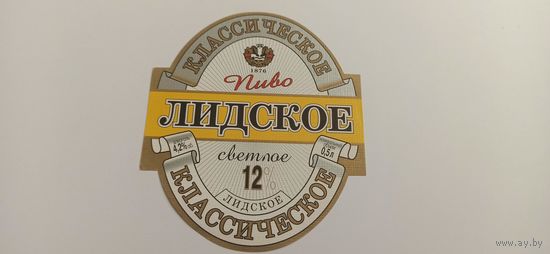 КЛАССИЧЕСКОЕ
1876
Пиво
ЛИДСКОЕ
4,2% об
0,5 л
светлое
12%
ЛИДСКОЕ
КЛАССИЧЕСКОЕ
www.ay.by